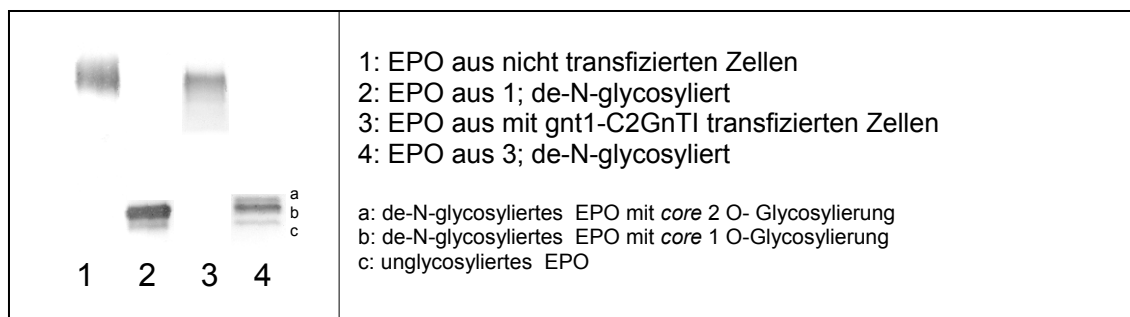 1: EPO aus nicht transfizierten Zellen
2: EPO aus 1; de-N-glycosyliert
3: EPO aus mit gnt1-C2GnTI transfizierten Zellen
4: EPO aus 3; de-N-glycosyliert
a: de-N-glycosyliertes EPO mit core 2 O- Glycosylierung
b: de-N-glycosyliertes EPO mit core 1 O-Glycosylierung
c: unglycosyliertes EPO
a
b
c
1 2 3 4